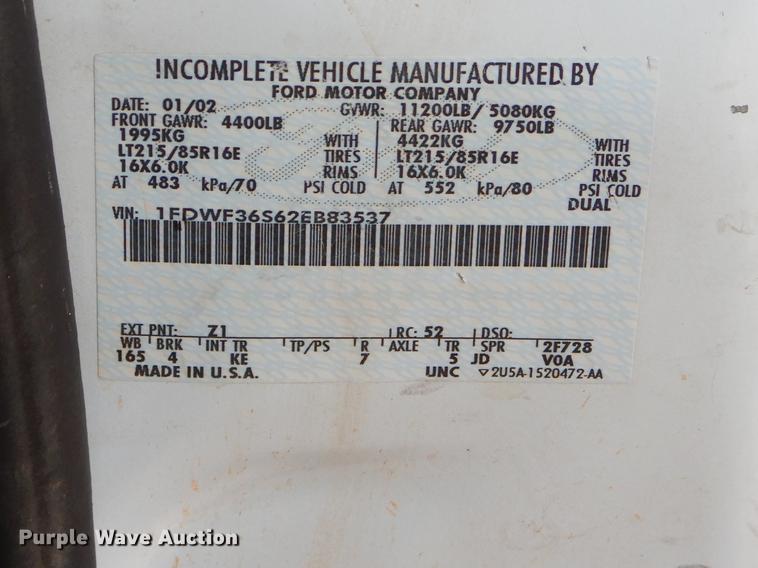 INCOMPLETE VEHICLE MANUFACTURED BY
FORD MOTOR COMPANY
DATE: 01/02 GVWR: 11200LB/ 5080KG
FRONT GAWR: 4400LB REAR GAWR: 9750LB
1995KG WITH 4422KG WITH
LT215/85R16E TIRES LT215/85R16E TIRES
16X6.0K RIMS 16X6.0K RIMS
AT 483 kPa/70 PSI COLD AT 552 kPa/80 PSI COLD
DUAL
VIN: 1FDWF36S62EB83537
EXT PNT: Z1 RC: 52 DSO:
WB BRK INT TR TP/PS R AXLE TR SPR 2F728
165 4 KE 7 5 JD V0A
MADE IN U.S.A. UNC ▽ 2U5A-1520472-AA
Purple Wave Auction